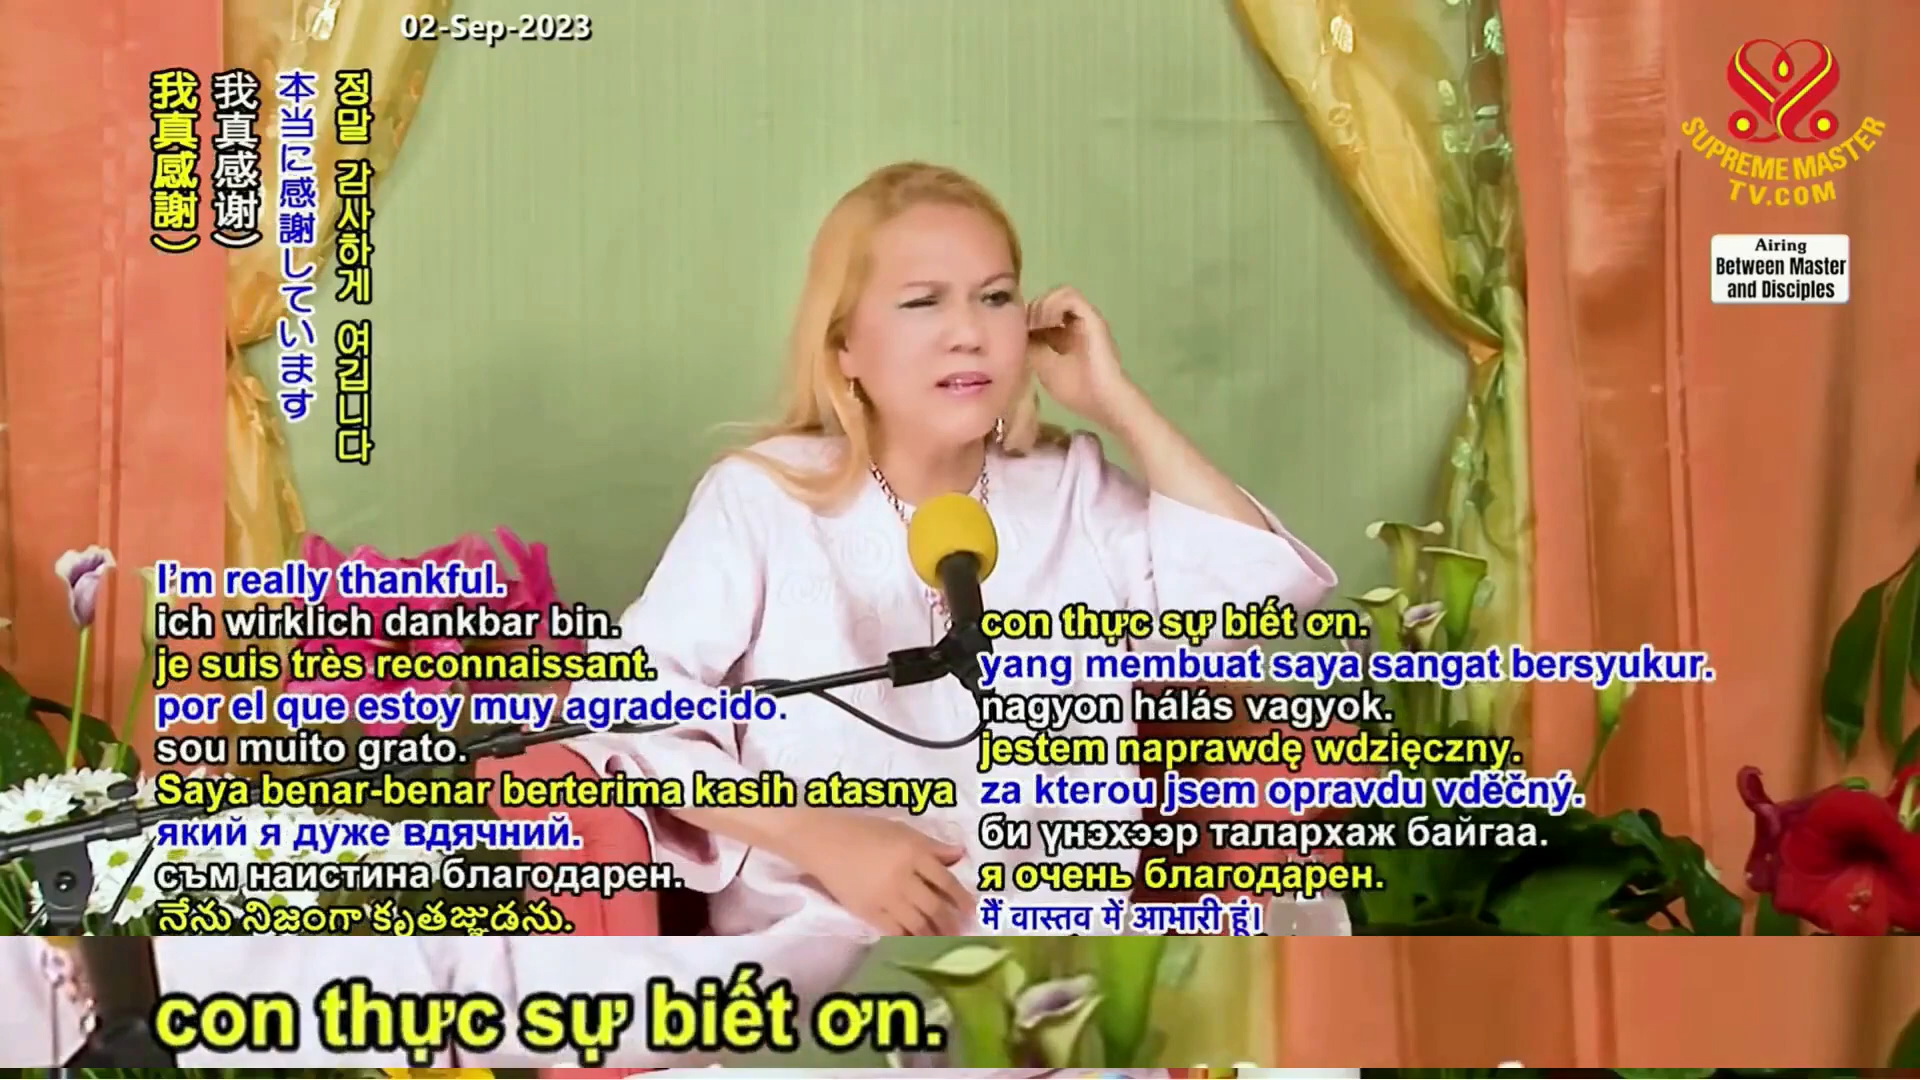 02-Sep-2023
我真感謝）
我真感谢）
本当に感謝しています
정말 감사하게 여깁니다
SUPREME MASTER
TV.COM
Airing
Between Master
and Disciples
I'm really thankful.
ich wirklich dankbar bin.
je suis très reconnaissant.
por el que estoy muy agradecido.
sou muito grato.
Saya benar-benar berterima kasih atasnya
який я дуже вдячний.
съм наистина благодарен.
నేను నిజంగా కృతజ్ఞుడను.
con thực sự biết ơn.
yang membuat saya sangat bersyukur.
nagyon hálás vagyok.
jestem naprawdę wdzięczny.
za kterou jsem opravdu vděčný.
би үнэхээр талархаж байгаа.
я очень благодарен.
मैं वास्तव में आभारी हूं।
con thực sự biết ơn.